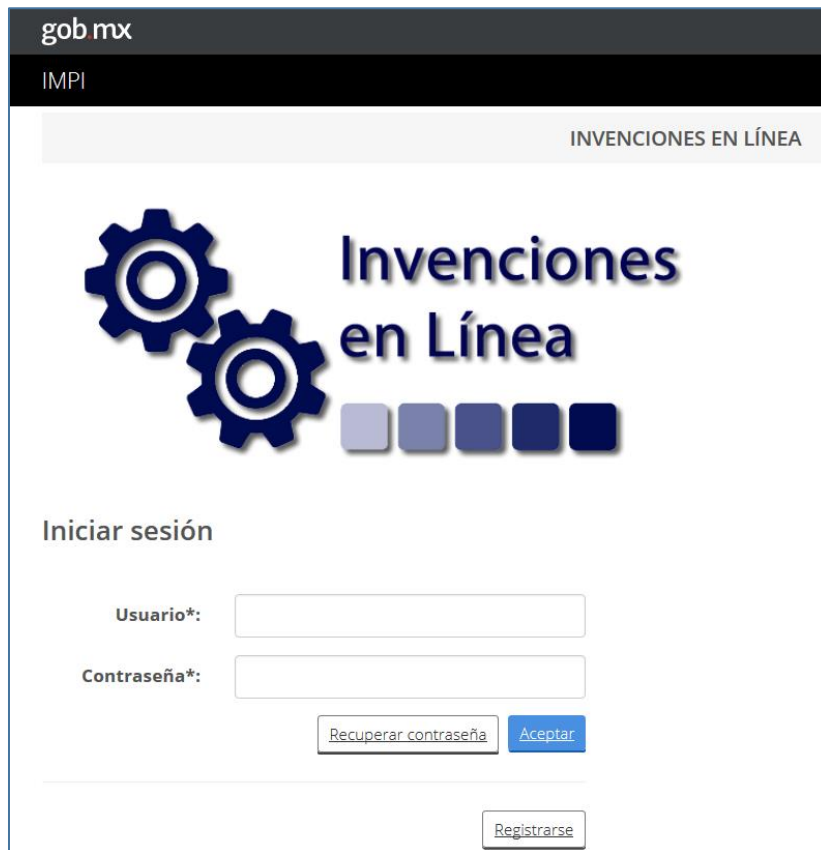 gob.mx
IMPI
INVENCIONES EN LÍNEA
Invenciones
en Línea
Iniciar sesión
Usuario*:
Contraseña*:
Recuperar contraseña Aceptar
Registrarse